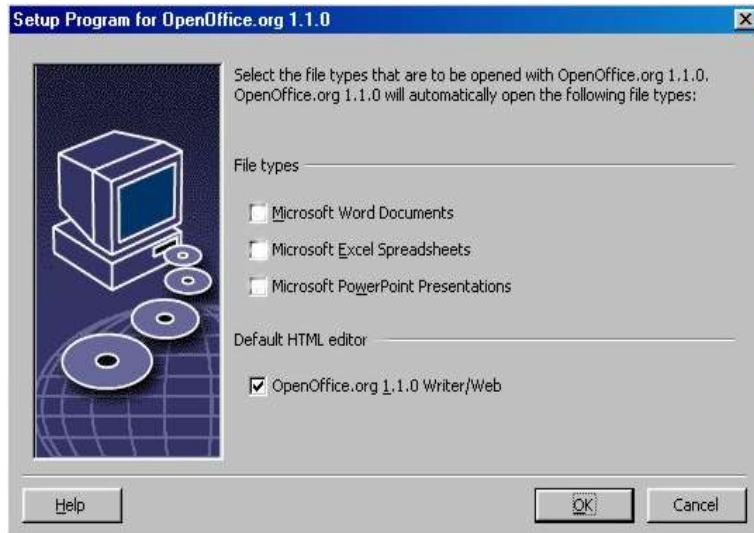 Setup Program for OpenOffice.org 1.1.0
Select the file types that are to be opened with OpenOffice.org 1.1.0.
OpenOffice.org 1.1.0 will automatically open the following file types:
File types
Microsoft Word Documents
Microsoft Excel Spreadsheets
Microsoft PowerPoint Presentations
Default HTML editor
OpenOffice.org 1.1.0 Writer/Web
Help
OK
Cancel